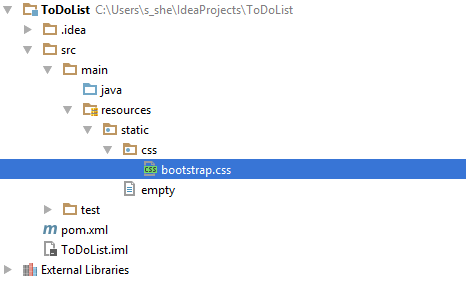 ToDoList C:\Users\s_she\IdeaProjects\ToDoList
.idea
src
main
java
resources
static
css
bootstrap.css
empty
test
pom.xml
ToDoList.iml
External Libraries